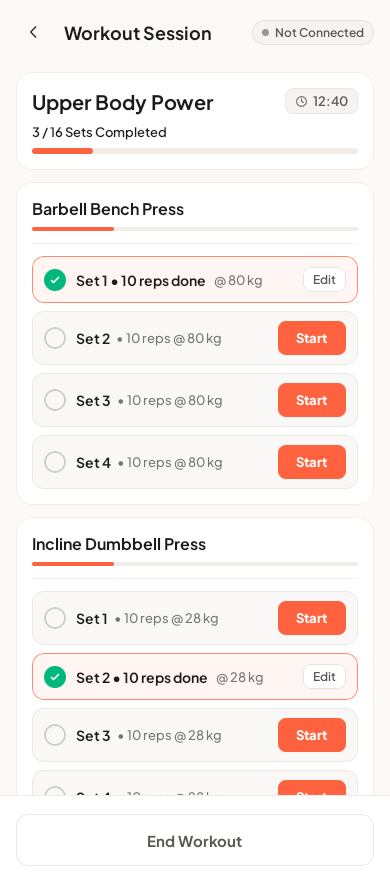 Workout Session
Not Connected
Upper Body Power
12:40
3 / 16 Sets Completed
Barbell Bench Press
Set 1 • 10 reps done @ 80 kg Edit
Set 2 • 10 reps @ 80 kg Start
Set 3 • 10 reps @ 80 kg Start
Set 4 • 10 reps @ 80 kg Start
Incline Dumbbell Press
Set 1 • 10 reps @ 28 kg Start
Set 2 • 10 reps done @ 28 kg Edit
Set 3 • 10 reps @ 28 kg Start
End Workout